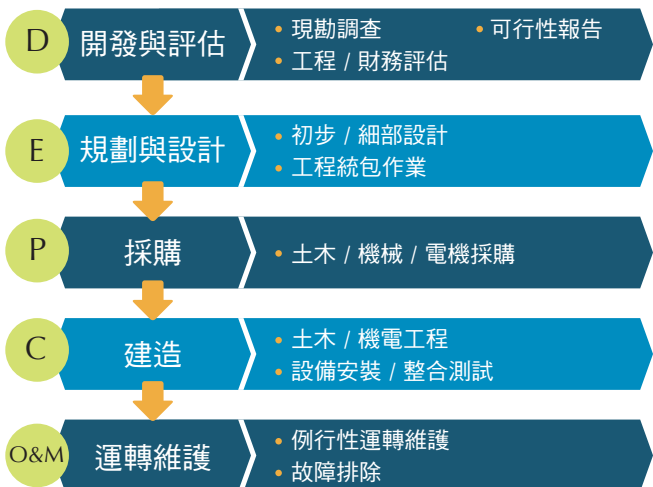 D
開發與評估
• 現勘調查 • 可行性報告
• 工程 / 財務評估
E
規劃與設計
• 初步 / 細部設計
• 工程統包作業
P
採購
• 土木 / 機械 / 電機採購
C
建造
• 土木 / 機電工程
• 設備安裝 / 整合測試
O&M
運轉維護
• 例行性運轉維護
• 故障排除